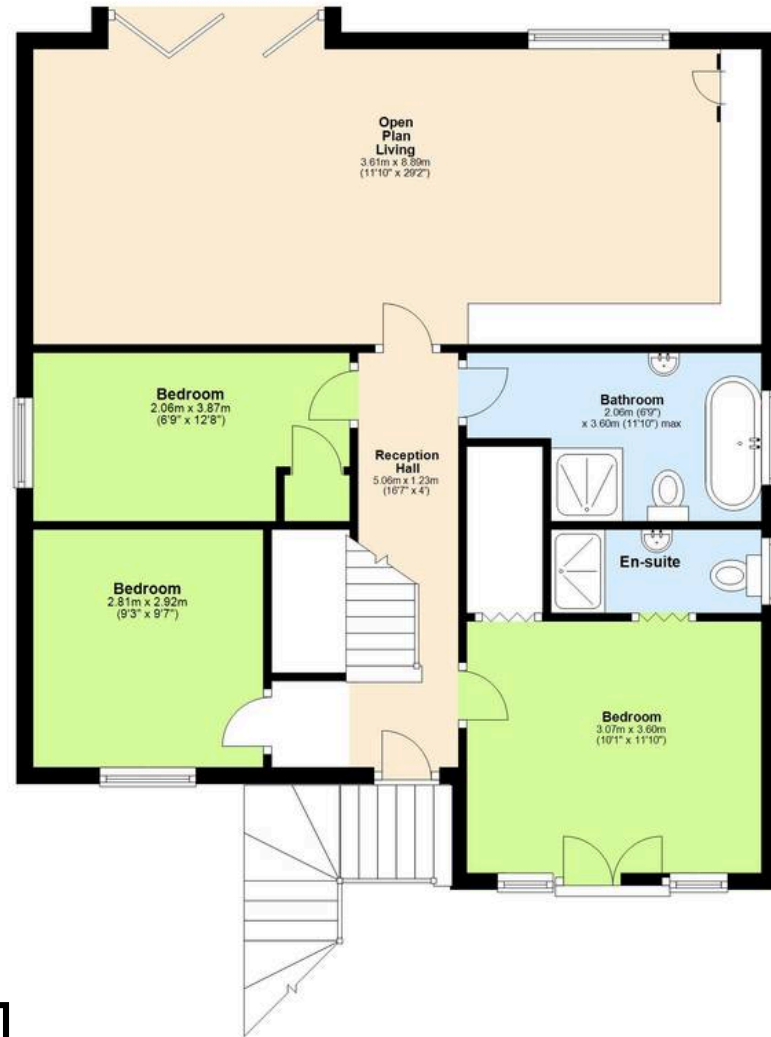 Open
Plan
Living
3.61m x 8.89m
(11'10" x 29'2")
Bedroom
2.06m x 3.87m
(6'9" x 12'8")
Bathroom
2.06m (6'9")
x 3.60m (11'10") max
Reception
Hall
5.06m x 1.23m
(16'7" x 4')
En-suite
Bedroom
2.81m x 2.92m
(9'3" x 9'7")
Bedroom
3.07m x 3.60m
(10'1" x 11'10")